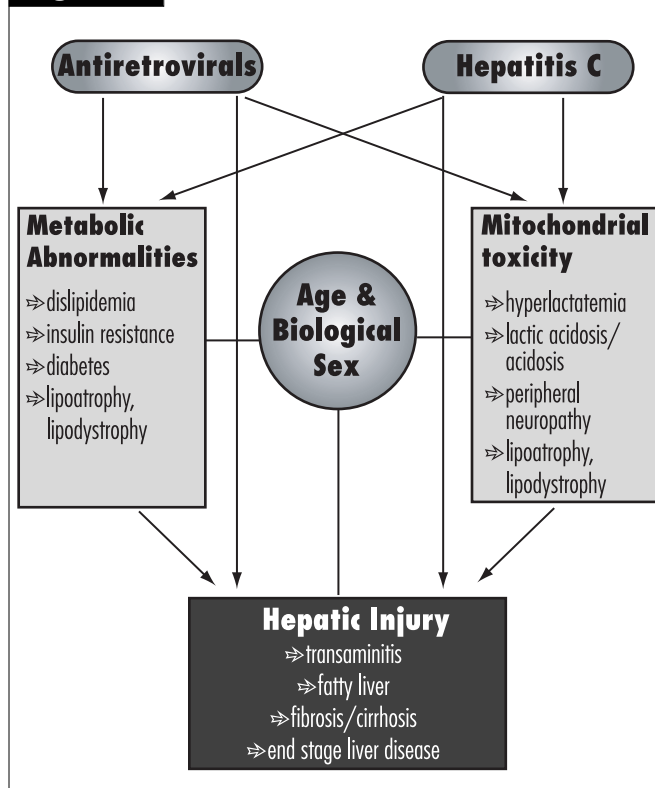 Antiretrovirals
Hepatitis C
Metabolic
Abnormalities
⇨dislipidemia
⇨insulin resistance
⇨diabetes
⇨lipoatrophy,
lipodystrophy
Age &
Biological
Sex
Mitochondrial
toxicity
⇨hyperlactatemia
⇨lactic acidosis/
acidosis
⇨peripheral
neuropathy
⇨lipoatrophy,
lipodystrophy
Hepatic Injury
⇨transaminitis
⇨fatty liver
⇨fibrosis/cirrhosis
⇨end stage liver disease